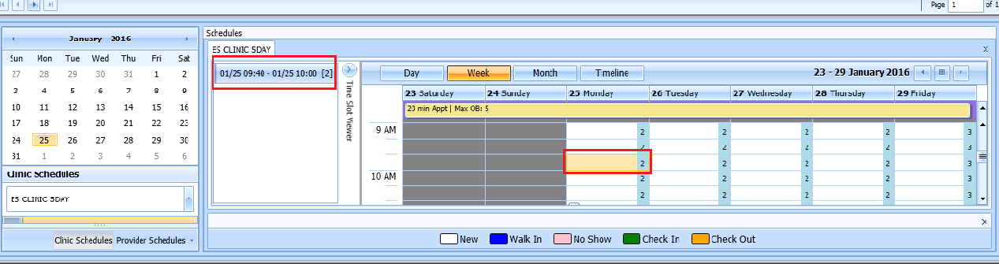 Page 1 of 1
January 2016
Sun Mon Tue Wed Thu Fri Sat
27 28 29 30 31 1 2
3 4 5 6 7 8 9
10 11 12 13 14 15 16
17 18 19 20 21 22 23
24 25 26 27 28 29 30
31 1 2 3 4 5 6
Clinic Schedules
ES CLINIC 5DAY
Clinic Schedules Provider Schedules
Schedules
ES CLINIC 5DAY x
01/25 09:40 - 01/25 10:00 [2]
Time Slot Viewer
Day Week Month Timeline 23 - 29 January 2016
23 Saturday 24 Sunday 25 Monday 26 Tuesday 27 Wednesday 28 Thursday 29 Friday
20 min Appt | Max OB: 5
9 AM 2 2 2 2 3
2 2 2 2 3
2 2 2 2 3
10 AM 2 2 2 2 3
2 2 2 2 3
New Walk In No Show Check In Check Out